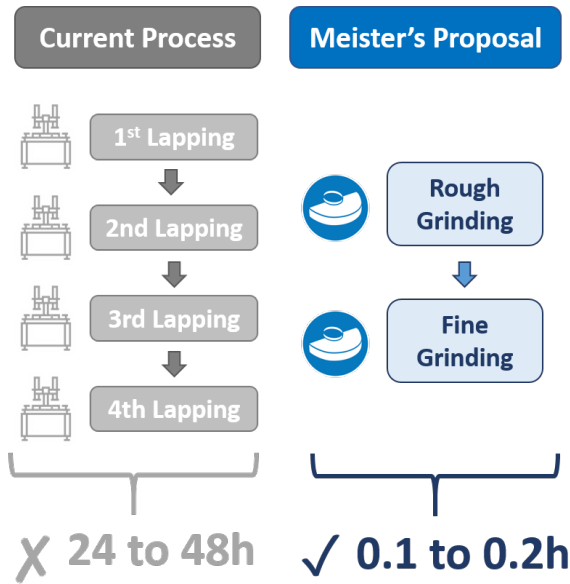 Current Process
1st Lapping
2nd Lapping
3rd Lapping
4th Lapping
✗ 24 to 48h
Meister's Proposal
Rough
Grinding
Fine
Grinding
✓ 0.1 to 0.2h